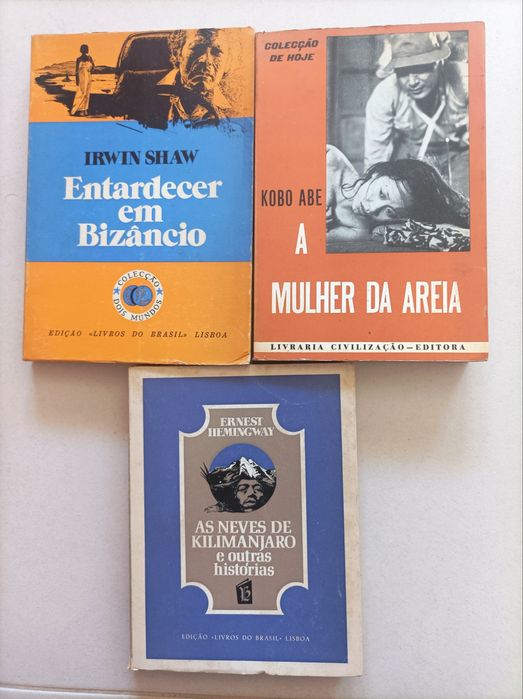 IRWIN SHAW
Entardecer
em
Bizâncio
COLECÇÃO
DOIS MUNDOS
EDIÇÃO «LIVROS DO BRASIL» LISBOA
COLECÇÃO
DE HOJE
KOBO ABE
A
MULHER DA AREIA
LIVRARIA CIVILIZAÇÃO—EDITORA
ERNEST
HEMINGWAY
AS NEVES DE
KILIMANJARO
e outras
histórias
EDIÇÃO «LIVROS DO BRASIL» LISBOA